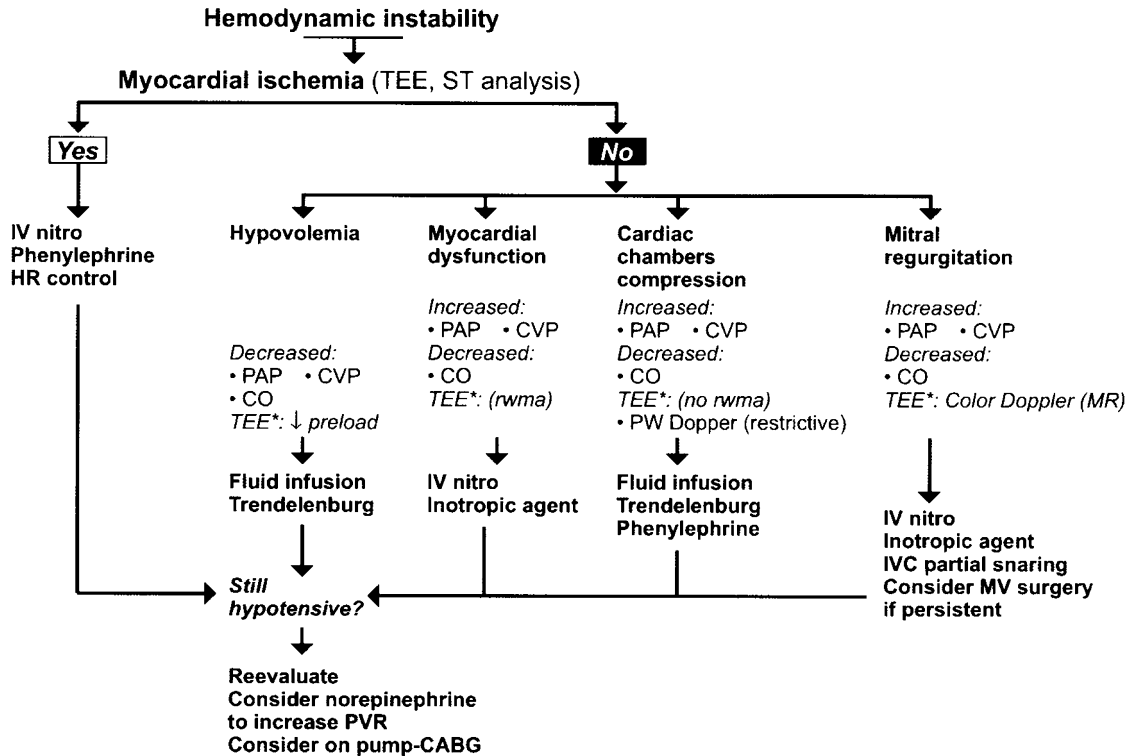 Hemodynamic instability
Myocardial ischemia (TEE, ST analysis)
Yes
No
IV nitro
Phenylephrine
HR control
Hypovolemia
Decreased:
• PAP • CVP
• CO
TEE*: ↓ preload
Fluid infusion
Trendelenburg
Myocardial
dysfunction
Increased:
• PAP • CVP
Decreased:
• CO
TEE*: (rwma)
IV nitro
Inotropic agent
Cardiac
chambers
compression
Increased:
• PAP • CVP
Decreased:
• CO
TEE*: (no rwma)
• PW Dopper (restrictive)
Fluid infusion
Trendelenburg
Phenylephrine
Mitral
regurgitation
Increased:
• PAP • CVP
Decreased:
• CO
TEE*: Color Doppler (MR)
IV nitro
Inotropic agent
IVC partial snaring
Consider MV surgery
if persistent
Still
hypotensive?
Reevaluate
Consider norepinephrine
to increase PVR
Consider on pump-CABG